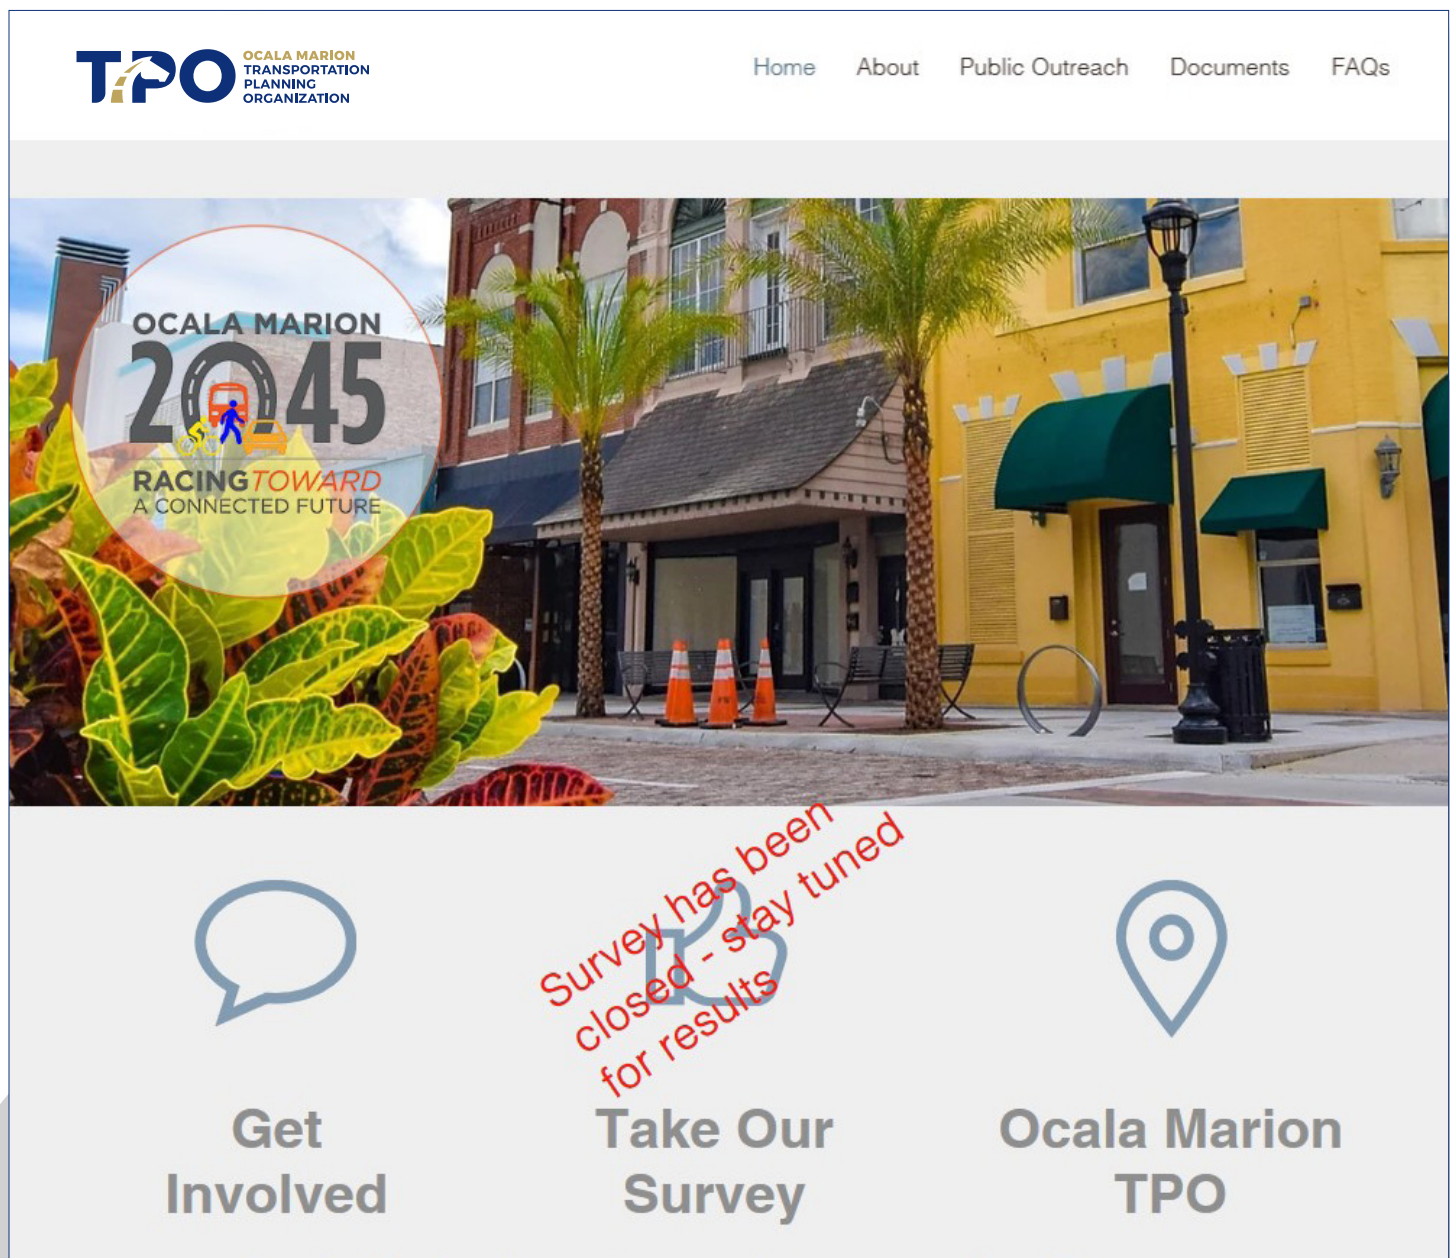 TPO
OCALA MARION
TRANSPORTATION
PLANNING
ORGANIZATION
Home About Public Outreach Documents FAQs
OCALA MARION
2045
RACING TOWARD
A CONNECTED FUTURE
Survey has been
closed - stay tuned
for results
Get
Involved
Take Our
Survey
Ocala Marion
TPO